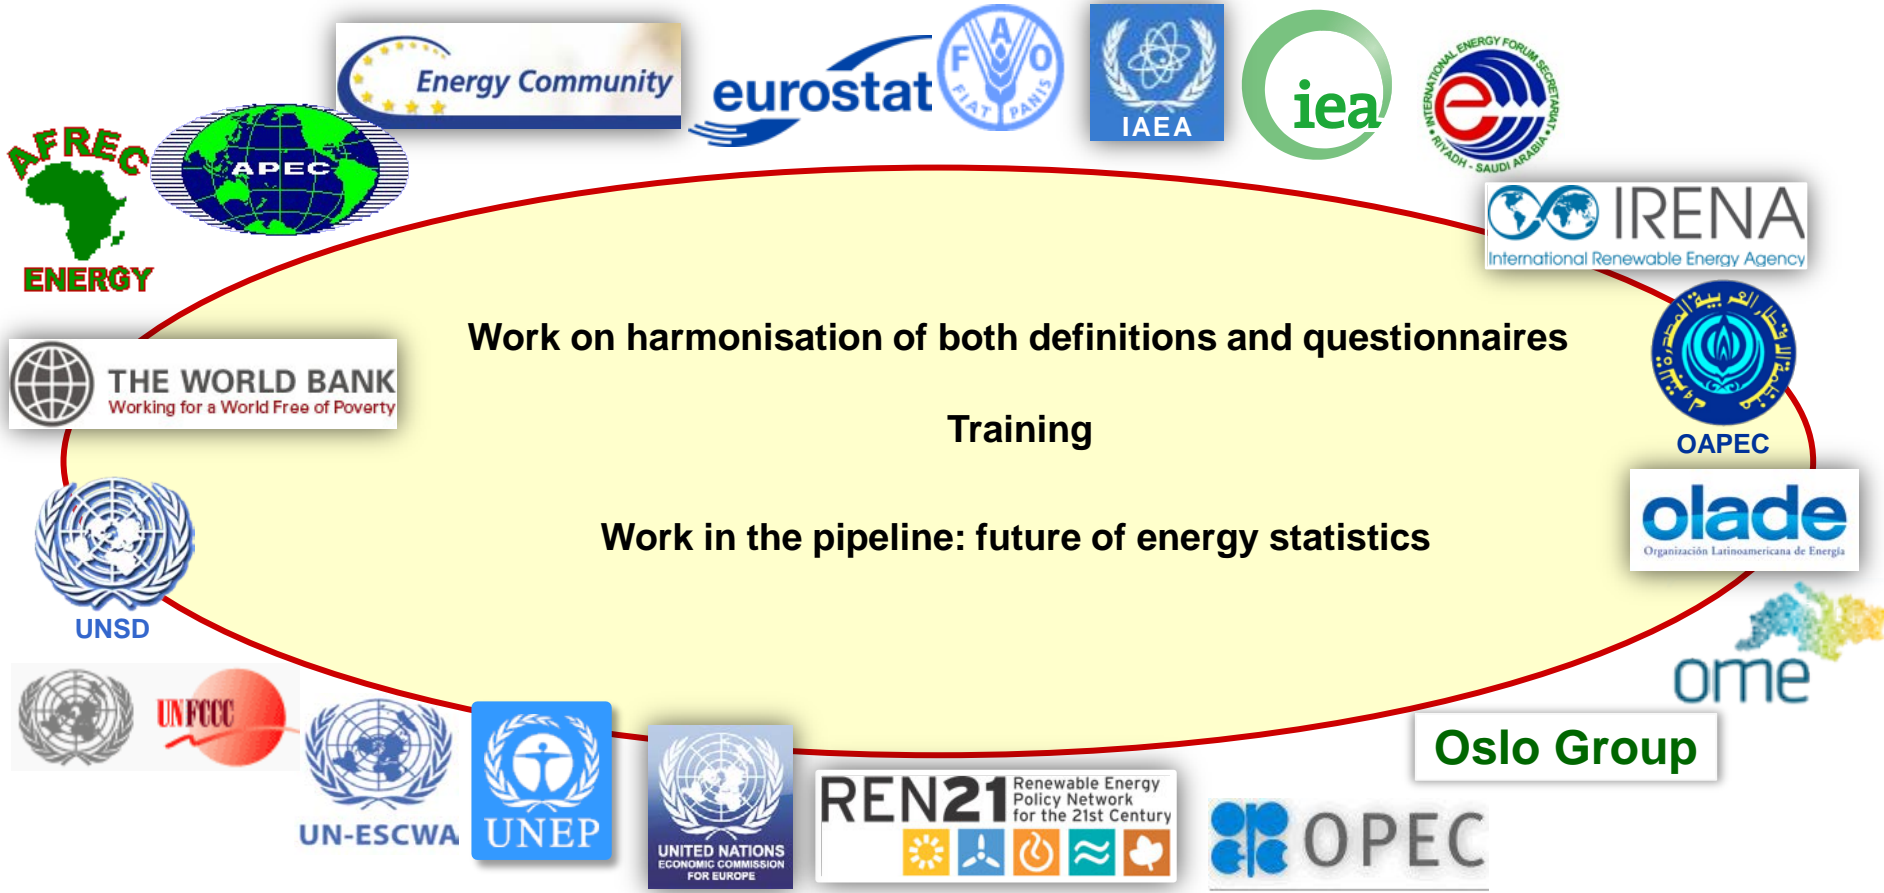 Energy Community
eurostat
FAO
FIAT PANIS
IAEA
iea
INTERNATIONAL ENERGY FORUM SECRETARIAT
RIYADH - SAUDI ARABIA
AFREC
ENERGY
APEC
IRENA
International Renewable Energy Agency
Work on harmonisation of both definitions and questionnaires
THE WORLD BANK
Working for a World Free of Poverty
Training
OAPEC
olade
Organización Latinoamericana de Energía
Work in the pipeline: future of energy statistics
UNSD
ome
UNFCCC
Oslo Group
UN-ESCWA
UNEP
UNITED NATIONS
ECONOMIC COMMISSION
FOR EUROPE
REN21
Renewable Energy
Policy Network
for the 21st Century
OPEC